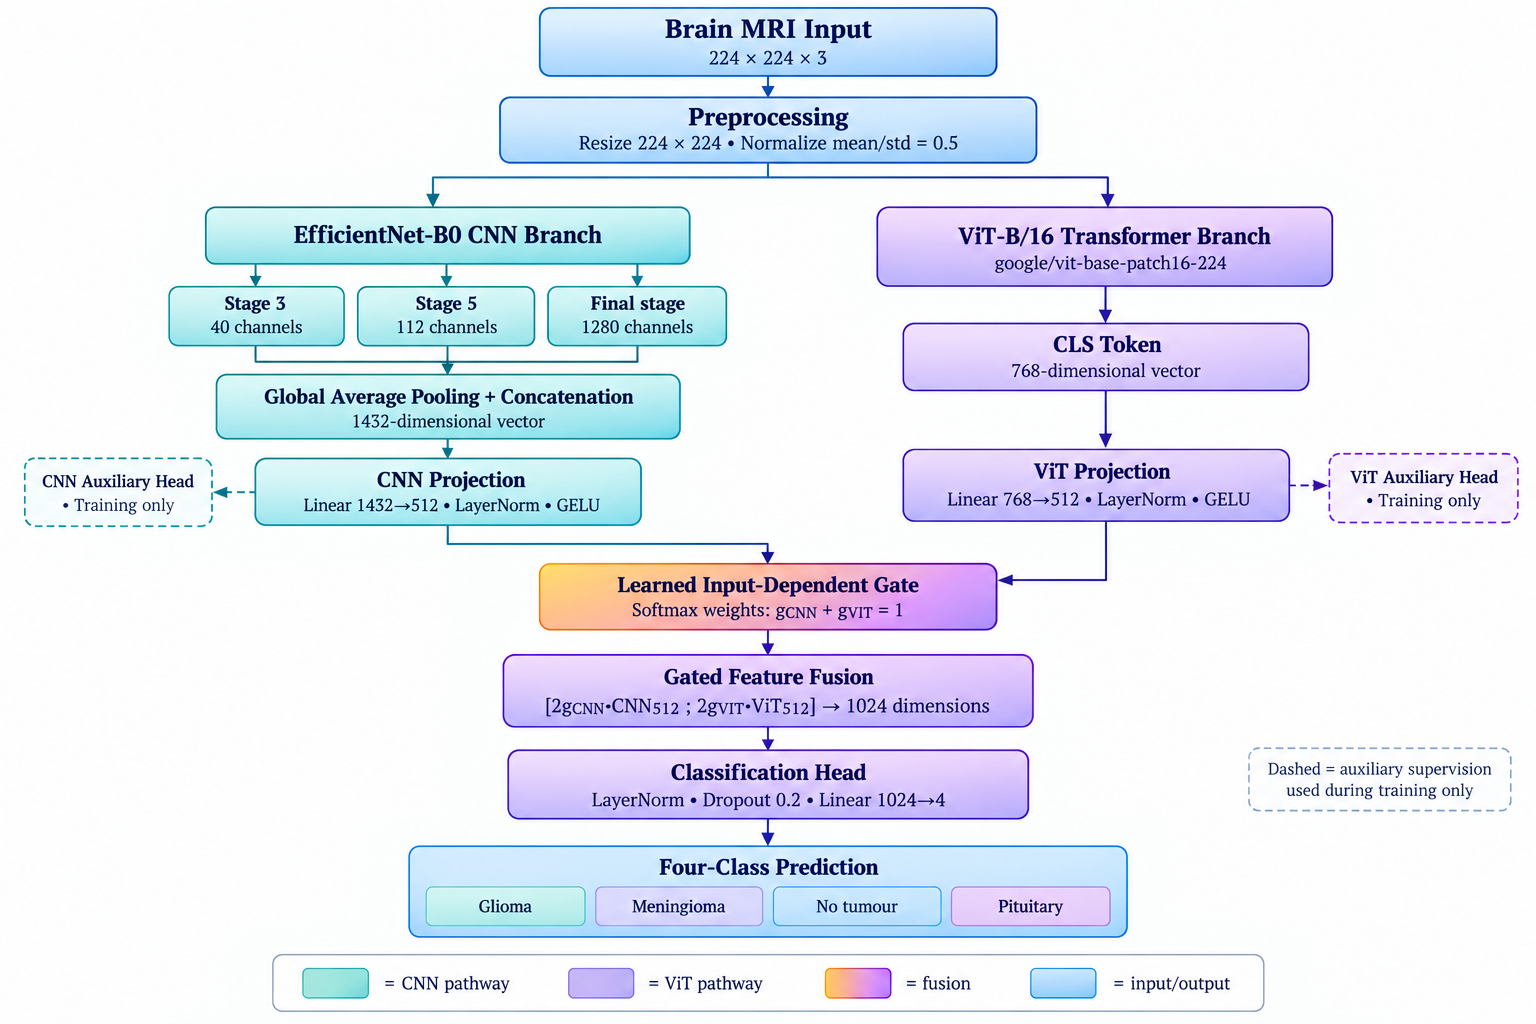 Brain MRI Input
224 × 224 × 3
Preprocessing
Resize 224 × 224 • Normalize mean/std = 0.5
EfficientNet-B0 CNN Branch
ViT-B/16 Transformer Branch
google/vit-base-patch16-224
Stage 3
40 channels
Stage 5
112 channels
Final stage
1280 channels
CLS Token
768-dimensional vector
Global Average Pooling + Concatenation
1432-dimensional vector
CNN Auxiliary Head
• Training only
CNN Projection
Linear 1432→512 • LayerNorm • GELU
ViT Projection
Linear 768→512 • LayerNorm • GELU
ViT Auxiliary Head
• Training only
Learned Input-Dependent Gate
Softmax weights: gCNN + gVIT = 1
Gated Feature Fusion
[2gCNN•CNN512 ; 2gVIT•ViT512] → 1024 dimensions
Classification Head
LayerNorm • Dropout 0.2 • Linear 1024→4
Dashed = auxiliary supervision
used during training only
Four-Class Prediction
Glioma
Meningioma
No tumour
Pituitary
= CNN pathway
= ViT pathway
= fusion
= input/output